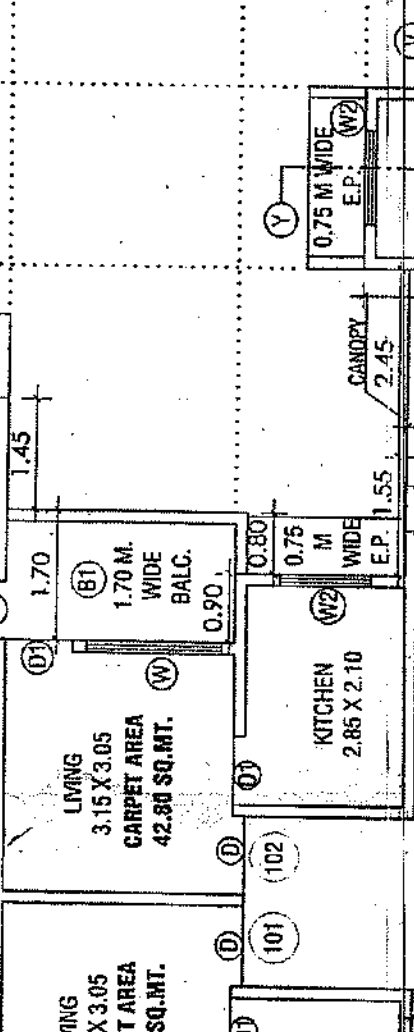 W2
0.75 M WIDE
E.P.
Y
CANOPY
2.45
1.45
1.55
1.70
B1
1.70 M.
WIDE
BALC.
0.90
0.80
0.75
M
WIDE
E.P.
D1
W
W2
LIVING
3.15 X 3.05
CARPET AREA
42.80 SQ.MT.
KITCHEN
2.85 X 2.10
D1
D
102
D
101
ING
X 3.05
T AREA
SQ.MT.